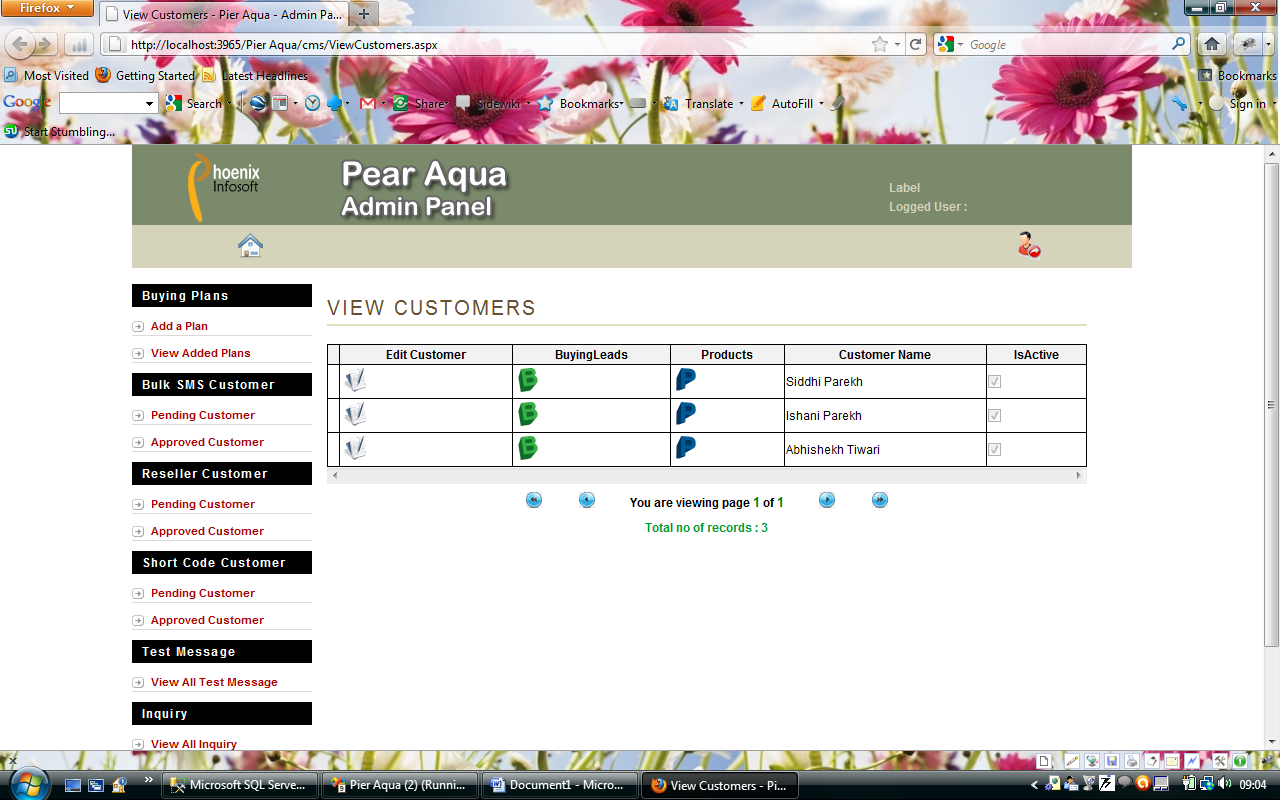 Firefox
View Customers - Pier Aqua - Admin Pa...
http://localhost:3965/Pier Aqua/cms/ViewCustomers.aspx
Google
Most Visited Getting Started Latest Headlines Bookmarks
Google Search Share Sidewiki Bookmarks Translate AutoFill Sign in
Start Stumbling...
Phoenix
Infosoft
Pear Aqua
Admin Panel
Label
Logged User :
Buying Plans
Add a Plan
View Added Plans
Bulk SMS Customer
Pending Customer
Approved Customer
Reseller Customer
Pending Customer
Approved Customer
Short Code Customer
Pending Customer
Approved Customer
Test Message
View All Test Message
Inquiry
View All Inquiry
VIEW CUSTOMERS
Edit Customer BuyingLeads Products Customer Name IsActive
B P Siddhi Parekh
B P Ishani Parekh
B P Abhishekh Tiwari
You are viewing page 1 of 1
Total no of records : 3
Microsoft SQL Serve... Pier Aqua (2) (Runni... Document1 - Micro... View Customers - Pi... 09:04